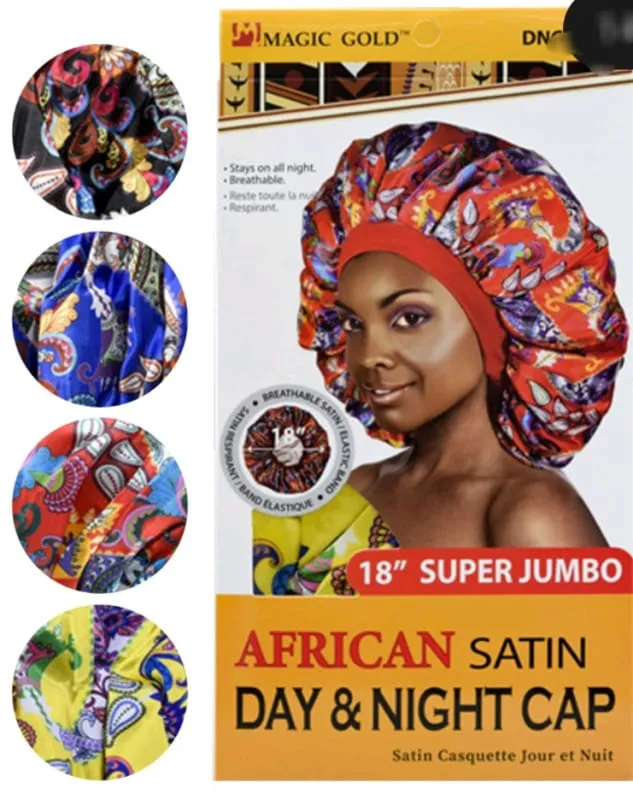 MAGIC GOLD™
• Stays on all night.
• Breathable.
• Reste toute la nuit
• Respirant.
BREATHABLE SATIN / ELASTIC BAND • SATIN RESPIRANT / BAND ÉLASTIQUE •
18"
18" SUPER JUMBO
AFRICAN SATIN
DAY & NIGHT CAP
Satin Casquette Jour et Nuit